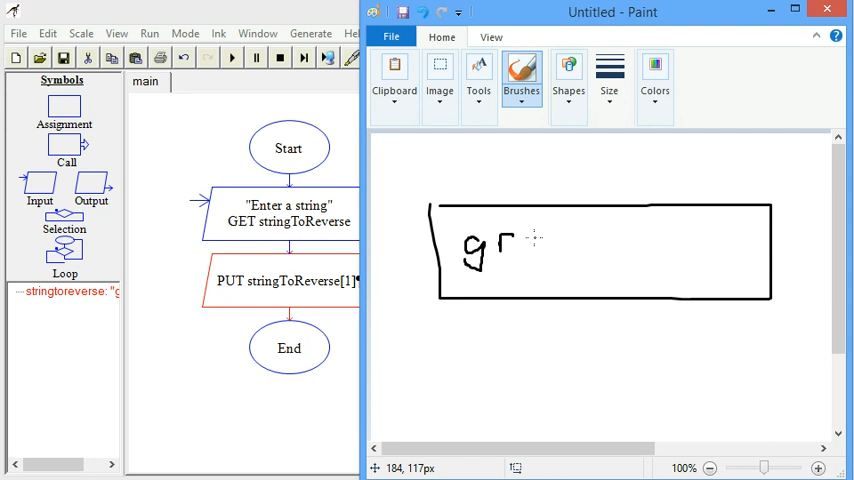 Untitled - Paint
File Edit Scale View Run Mode Ink Window Generate
File Home View
Clipboard Image Tools Brushes Shapes Size Colors
Symbols
Assignment
Call
Input Output
Selection
Loop
stringtoreverse: "g
main
Start
"Enter a string"
GET stringToReverse
PUT stringToReverse[1]¶
End
g r
184, 117px
100%